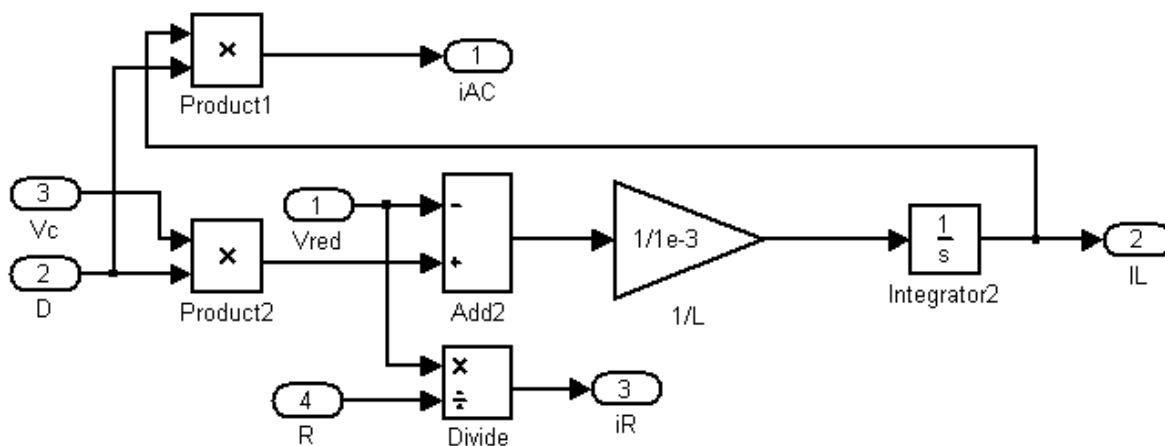 ×
1
Product1
iAC
3
Vc
1
Vred
−
+
Add2
1/1e-3
1/L
1
s
Integrator2
2
IL
2
D
×
Product2
4
R
×
÷
Divide
3
iR